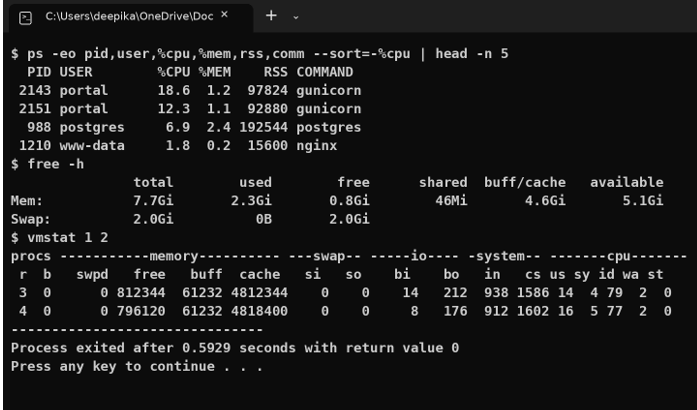 C:\Users\deepika\OneDrive\Doc × + ⌄
$ ps -eo pid,user,%cpu,%mem,rss,comm --sort=-%cpu | head -n 5
  PID USER        %CPU %MEM    RSS COMMAND
 2143 portal      18.6  1.2  97824 gunicorn
 2151 portal      12.3  1.1  92880 gunicorn
  988 postgres     6.9  2.4 192544 postgres
 1210 www-data     1.8  0.2  15600 nginx
$ free -h
               total        used        free      shared  buff/cache   available
Mem:           7.7Gi       2.3Gi       0.8Gi        46Mi       4.6Gi       5.1Gi
Swap:          2.0Gi          0B       2.0Gi
$ vmstat 1 2
procs -----------memory---------- ---swap-- -----io---- -system-- -------cpu-------
 r  b   swpd   free   buff  cache   si   so    bi    bo   in   cs us sy id wa st
 3  0      0 812344  61232 4812344    0    0    14   212  938 1586 14  4 79  2  0
 4  0      0 796120  61232 4818400    0    0     8   176  912 1602 16  5 77  2  0
-------------------------------
Process exited after 0.5929 seconds with return value 0
Press any key to continue . . .